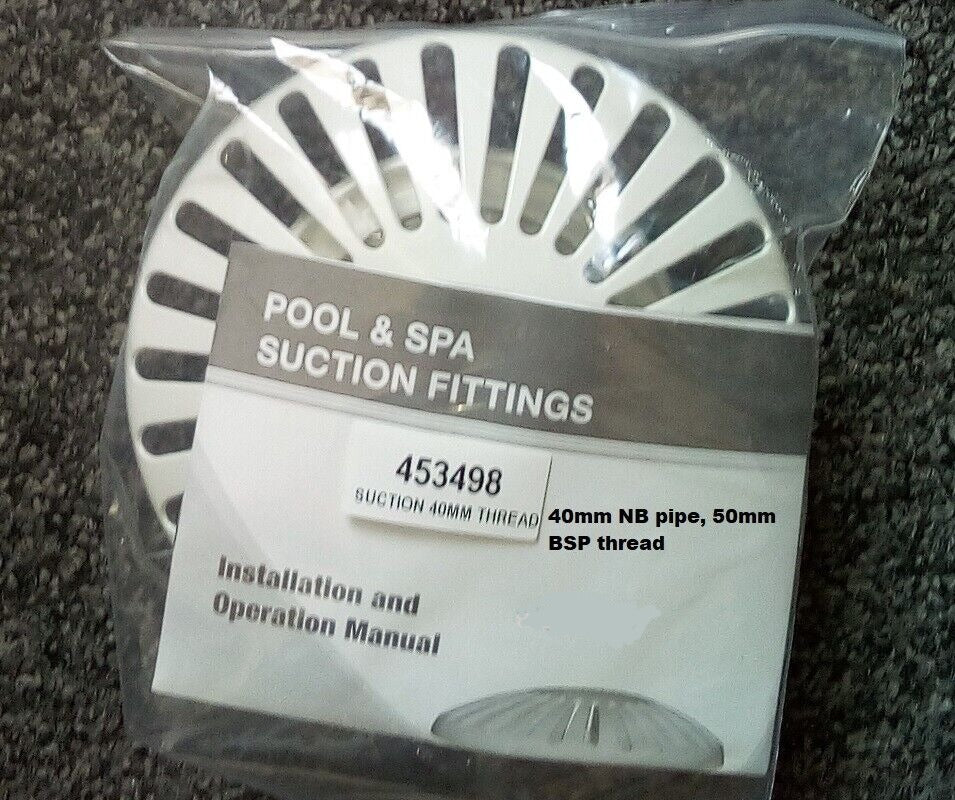 POOL & SPA
SUCTION FITTINGS
453498
SUCTION 40MM THREAD
40mm NB pipe, 50mm
BSP thread
Installation and
Operation Manual